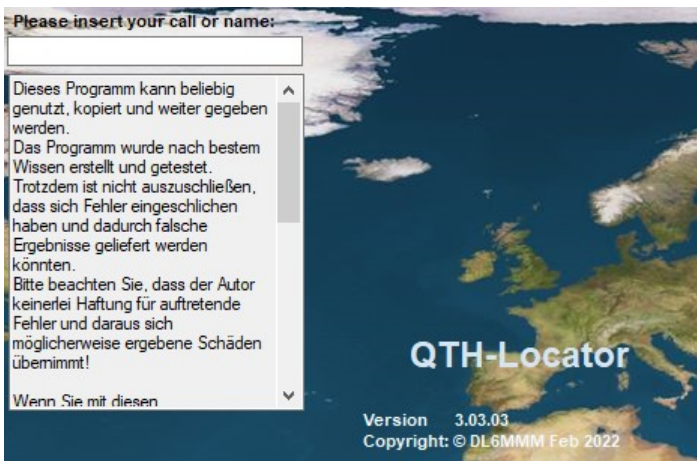 Please insert your call or name:
Dieses Programm kann beliebig
genutzt, kopiert und weiter gegeben
werden.
Das Programm wurde nach bestem
Wissen erstellt und getestet.
Trotzdem ist nicht auszuschließen,
dass sich Fehler eingeschlichen
haben und dadurch falsche
Ergebnisse geliefert werden
könnten.
Bitte beachten Sie, dass der Autor
keinerlei Haftung für auftretende
Fehler und daraus sich
möglicherweise ergebene Schäden
übernimmt!
Wenn Sie mit diesen
QTH-Locator
Version 3.03.03
Copyright: © DL6MMM Feb 2022